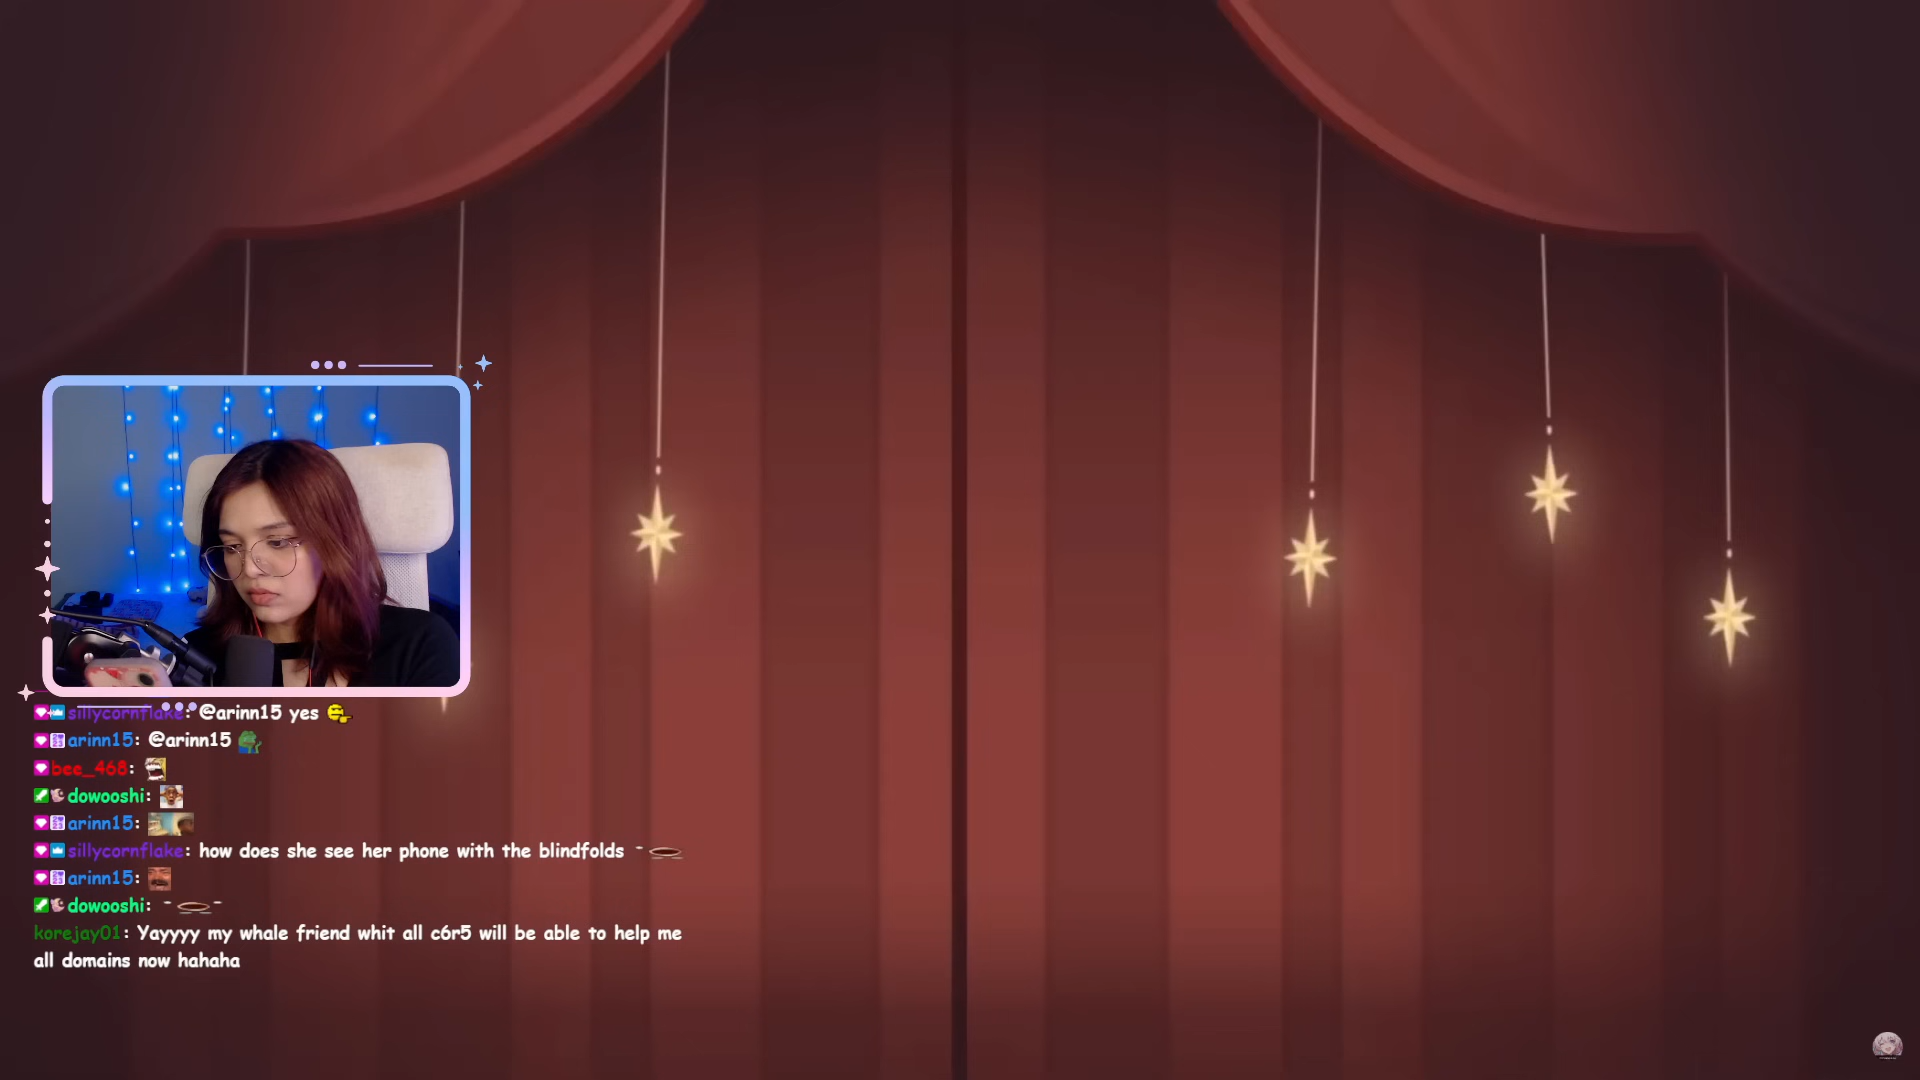 sillycornflake: @arinn15 yes
arinn15: @arinn15
bee_468:
dowooshi:
arinn15:
sillycornflake: how does she see her phone with the blindfolds
arinn15:
dowooshi:
korejay01: Yayyyy my whale friend whit all c6r5 will be able to help me
all domains now hahaha